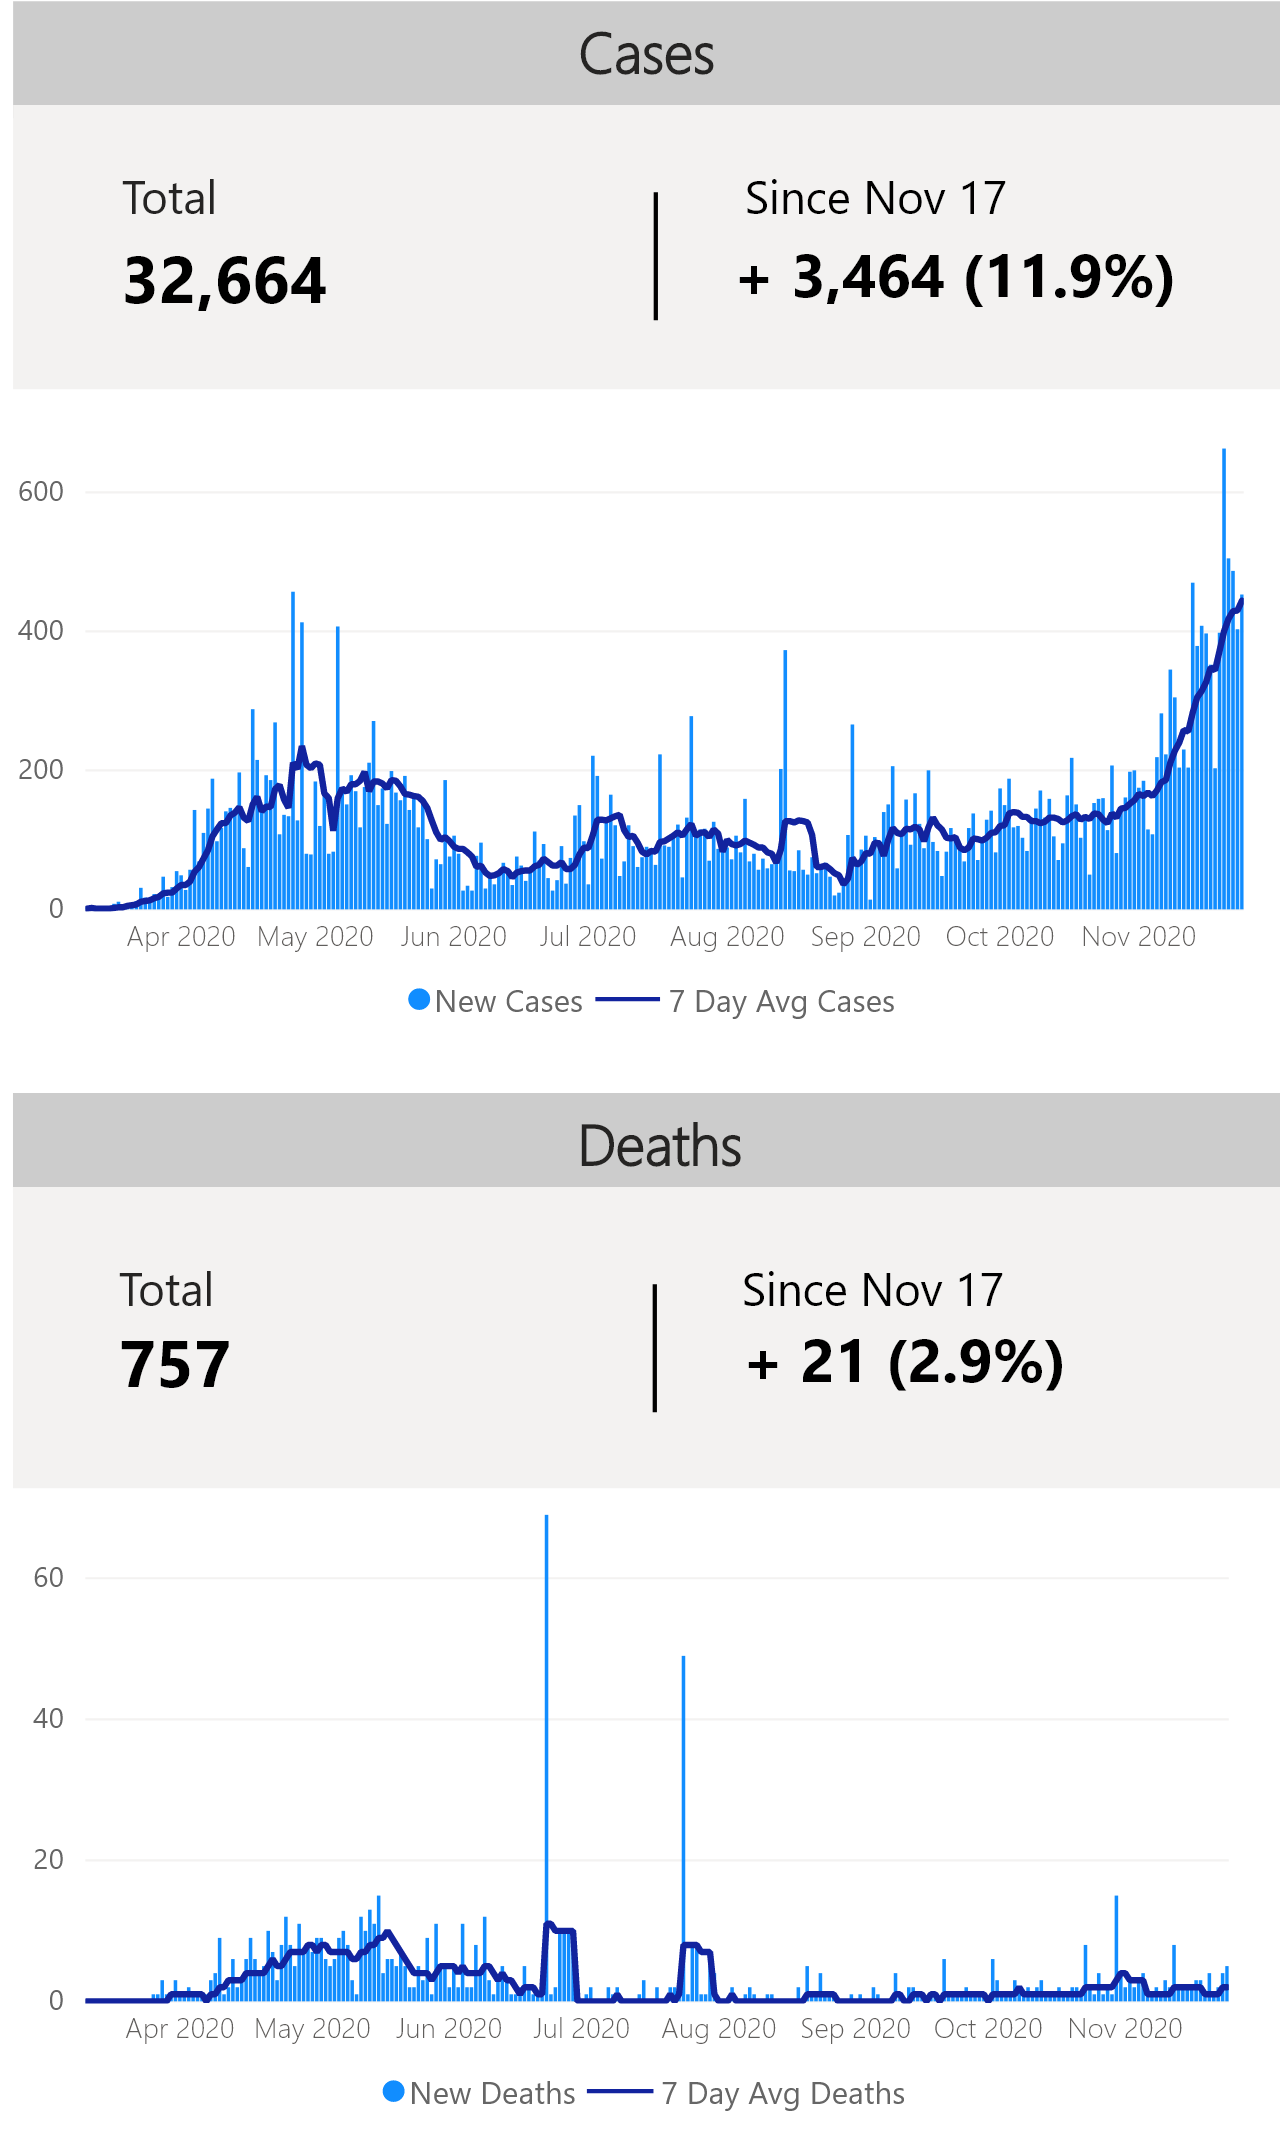 Cases
Total
Since Nov 17
32,664
+ 3,464 (11.9%)
600
400
200
0
Apr 2020 May 2020 Jun 2020 Jul 2020 Aug 2020 Sep 2020 Oct 2020 Nov 2020
New Cases 7 Day Avg Cases
Deaths
Total
Since Nov 17
757
+ 21 (2.9%)
60
40
20
0
Apr 2020 May 2020 Jun 2020 Jul 2020 Aug 2020 Sep 2020 Oct 2020 Nov 2020
New Deaths 7 Day Avg Deaths